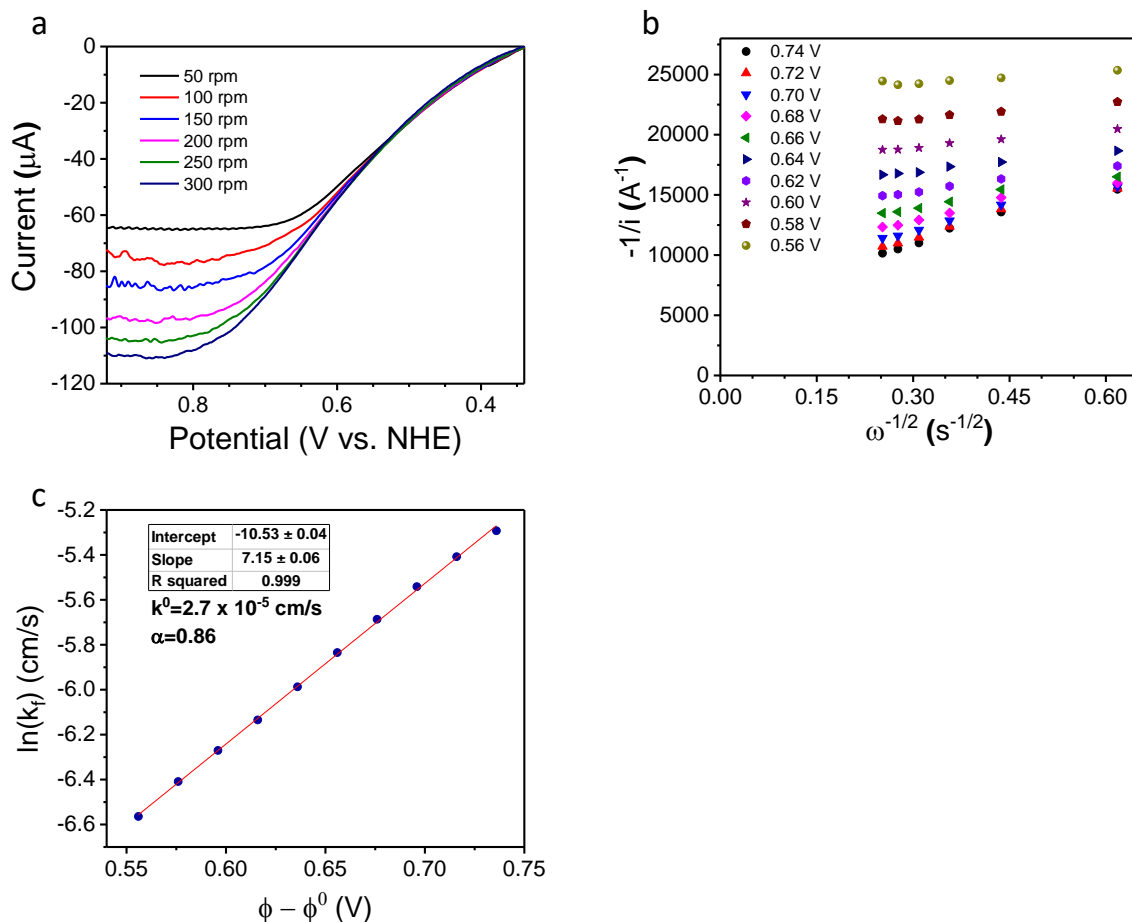 a
0
-20
-40
-60
-80
-100
-120
Current (μA)
50 rpm
100 rpm
150 rpm
200 rpm
250 rpm
300 rpm
0.8 0.6 0.4
Potential (V vs. NHE)
b
25000
20000
15000
10000
5000
0
-1/i (A⁻¹)
0.74 V
0.72 V
0.70 V
0.68 V
0.66 V
0.64 V
0.62 V
0.60 V
0.58 V
0.56 V
0.00 0.15 0.30 0.45 0.60
ω⁻¹/² (s⁻¹/²)
c
-5.2
-5.4
-5.6
-5.8
-6.0
-6.2
-6.4
-6.6
ln(k_f) (cm/s)
Intercept -10.53 ± 0.04
Slope 7.15 ± 0.06
R squared 0.999
k⁰=2.7 x 10⁻⁵ cm/s
α=0.86
0.55 0.60 0.65 0.70 0.75
ϕ – ϕ⁰ (V)